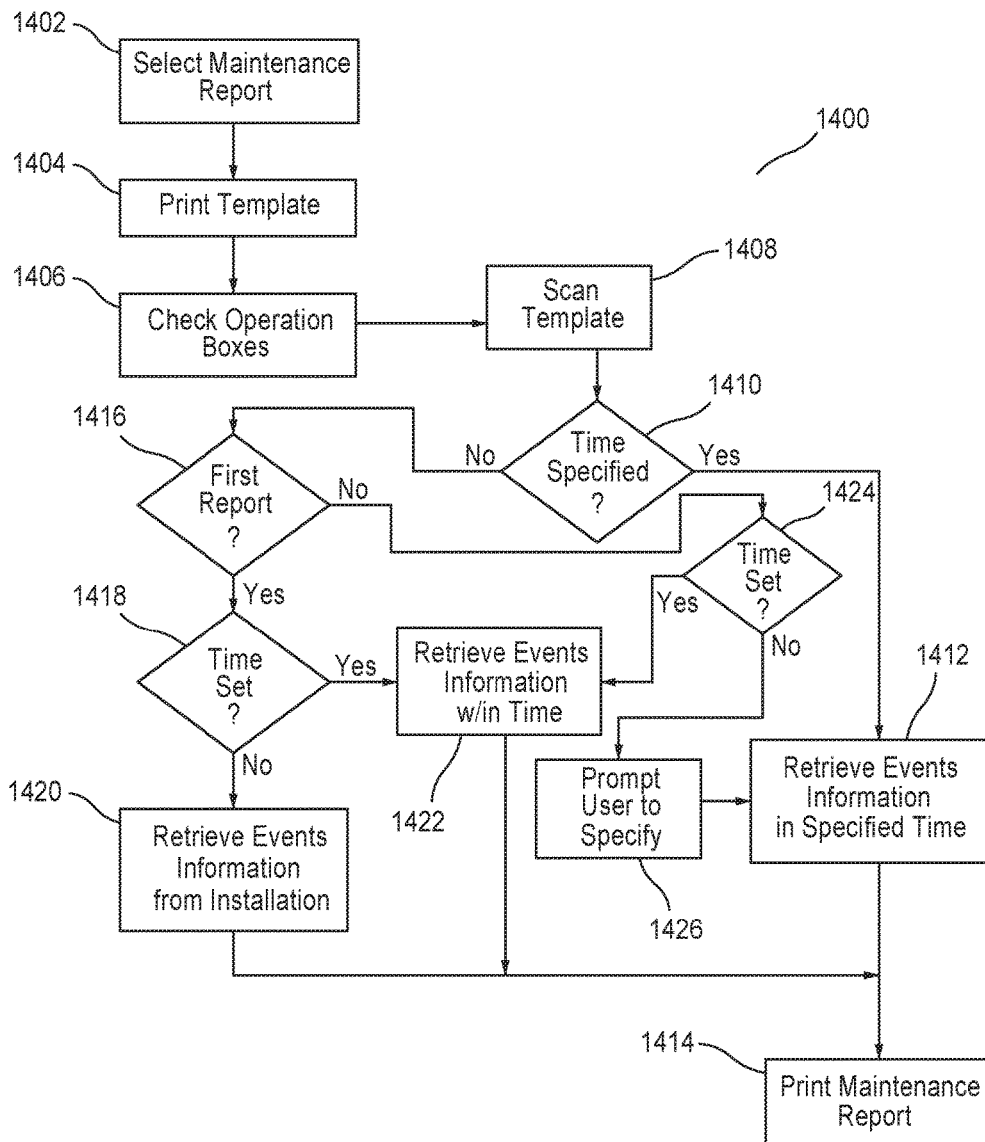 1402
Select Maintenance
Report
1400
1404
Print Template
1406
Check Operation
Boxes
1408
Scan
Template
1410
Time
Specified
?
No
Yes
1416
First
Report
?
No
Yes
1424
Time
Set
?
Yes
No
1418
Time
Set
?
Yes
No
Retrieve Events
Information
w/in Time
1422
1412
Retrieve Events
Information
in Specified Time
Prompt
User to
Specify
1426
1420
Retrieve Events
Information
from Installation
1414
Print Maintenance
Report